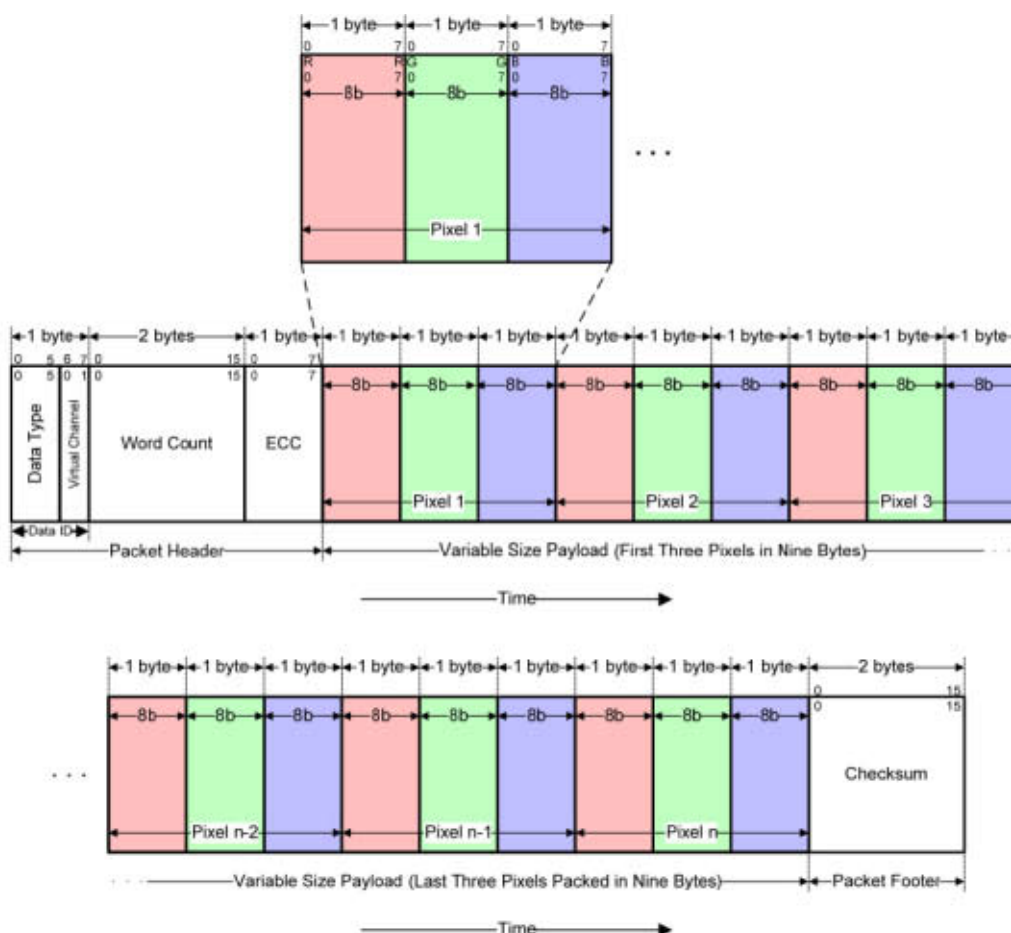 1 byte 1 byte 1 byte
0 7 0 7 0 7
R R G G B B
0 7 0 7 0 7
8b 8b 8b
. . .
Pixel 1
1 byte 2 bytes 1 byte 1 byte 1 byte 1 byte 1 byte 1 byte 1 byte 1 byte 1 byte 1 byte
0 5 6 7 0 15 0 7
0 5 0 1 0 15 0 7
8b 8b 8b 8b 8b 8b 8b 8b 8b
Data Type
Virtual Channel
Word Count
ECC
Pixel 1 Pixel 2 Pixel 3
Data ID
Packet Header Variable Size Payload (First Three Pixels in Nine Bytes)
Time
1 byte 1 byte 1 byte 1 byte 1 byte 1 byte 1 byte 1 byte 1 byte 2 bytes
0 15
0 15
8b 8b 8b 8b 8b 8b 8b 8b 8b
. . .
Checksum
Pixel n-2 Pixel n-1 Pixel n
Variable Size Payload (Last Three Pixels Packed in Nine Bytes) Packet Footer
Time